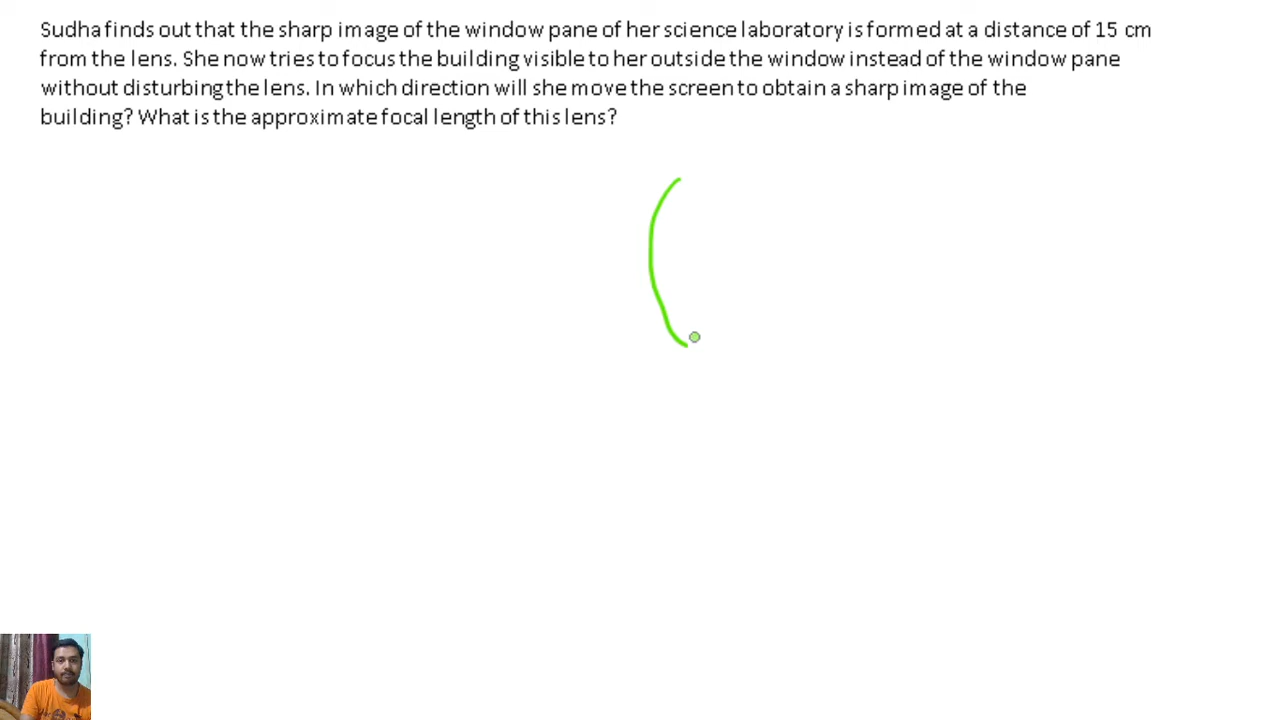 Sudha finds out that the sharp image of the window pane of her science laboratory is formed at a distance of 15 cm
from the lens. She now tries to focus the building visible to her outside the window instead of the window pane
without disturbing the lens. In which direction will she move the screen to obtain a sharp image of the
building? What is the approximate focal length of this lens?